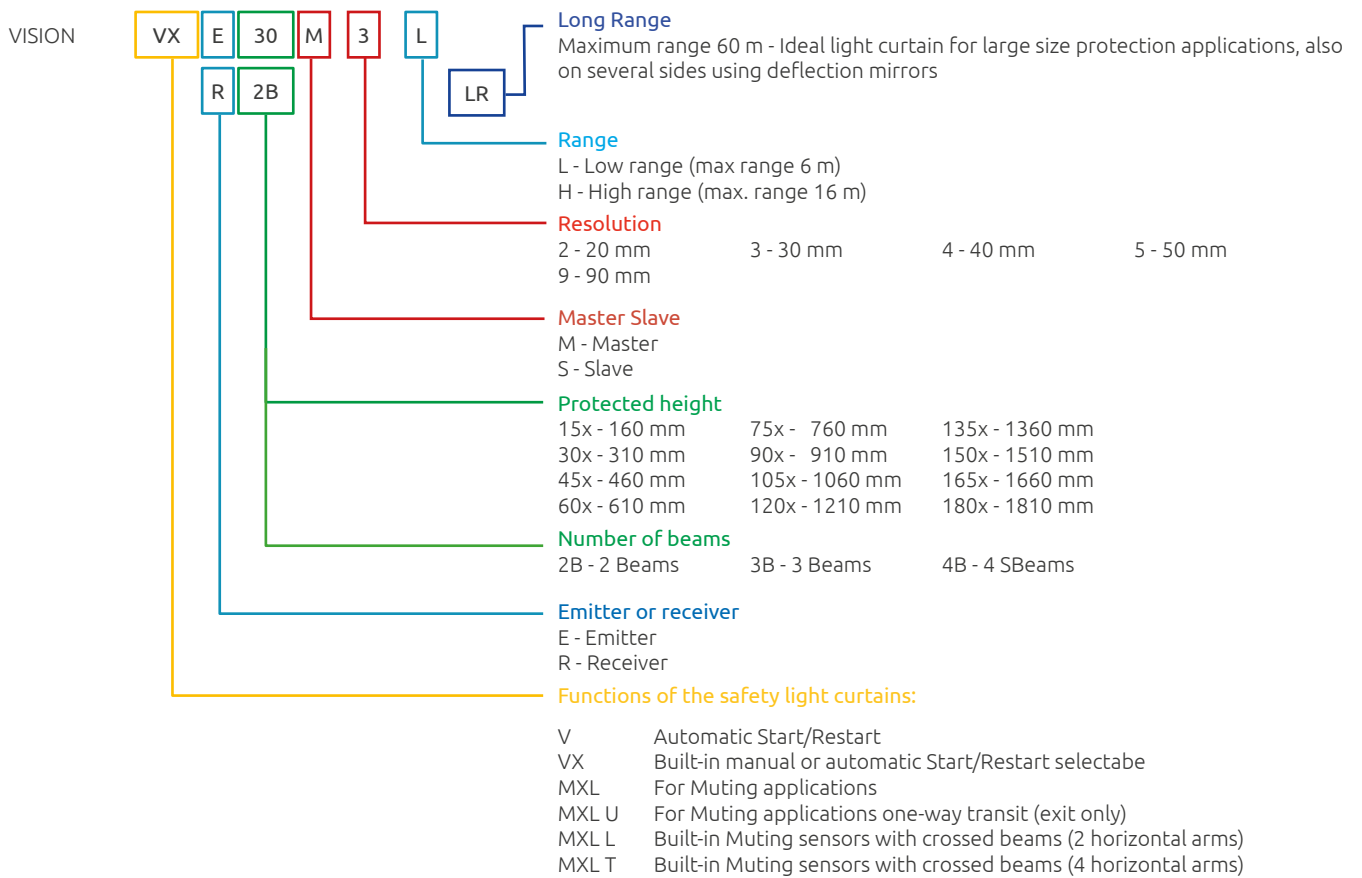 VISION VX E 30 M 3 L
R 2B LR
Long Range
Maximum range 60 m - Ideal light curtain for large size protection applications, also
on several sides using deflection mirrors
Range
L - Low range (max range 6 m)
H - High range (max. range 16 m)
Resolution
2 - 20 mm 3 - 30 mm 4 - 40 mm 5 - 50 mm
9 - 90 mm
Master Slave
M - Master
S - Slave
Protected height
15x - 160 mm 75x - 760 mm 135x - 1360 mm
30x - 310 mm 90x - 910 mm 150x - 1510 mm
45x - 460 mm 105x - 1060 mm 165x - 1660 mm
60x - 610 mm 120x - 1210 mm 180x - 1810 mm
Number of beams
2B - 2 Beams 3B - 3 Beams 4B - 4 SBeams
Emitter or receiver
E - Emitter
R - Receiver
Functions of the safety light curtains:
V Automatic Start/Restart
VX Built-in manual or automatic Start/Restart selectabe
MXL For Muting applications
MXL U For Muting applications one-way transit (exit only)
MXL L Built-in Muting sensors with crossed beams (2 horizontal arms)
MXL T Built-in Muting sensors with crossed beams (4 horizontal arms)